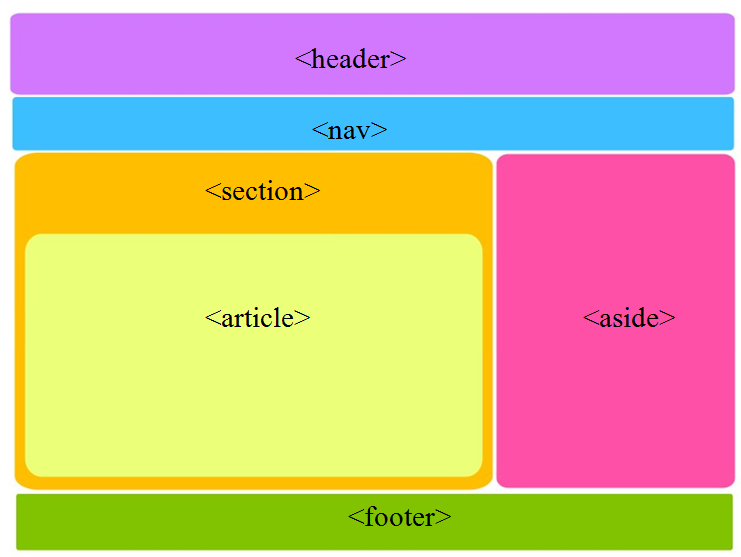 <header>
<nav>
<section>
<article>
<aside>
<footer>